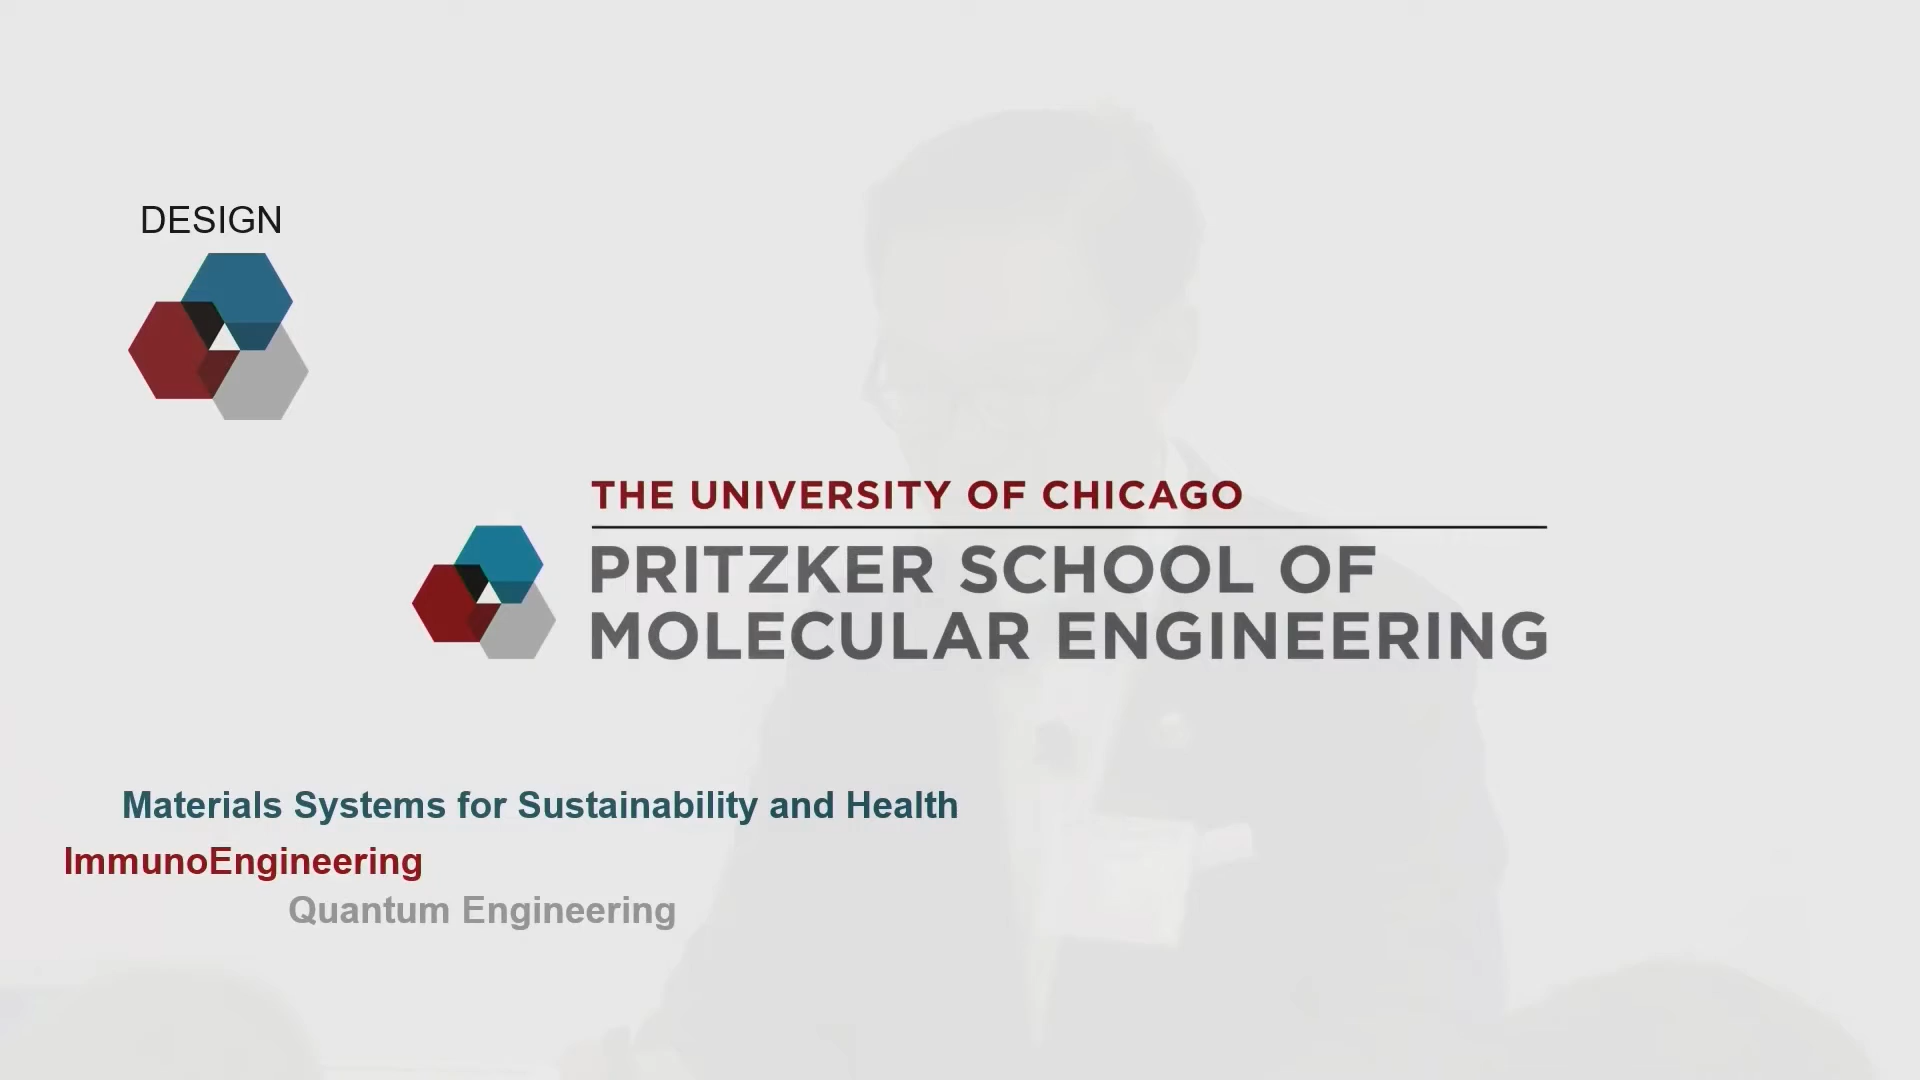 DESIGN
THE UNIVERSITY OF CHICAGO
PRITZKER SCHOOL OF
MOLECULAR ENGINEERING
Materials Systems for Sustainability and Health
ImmunoEngineering
Quantum Engineering